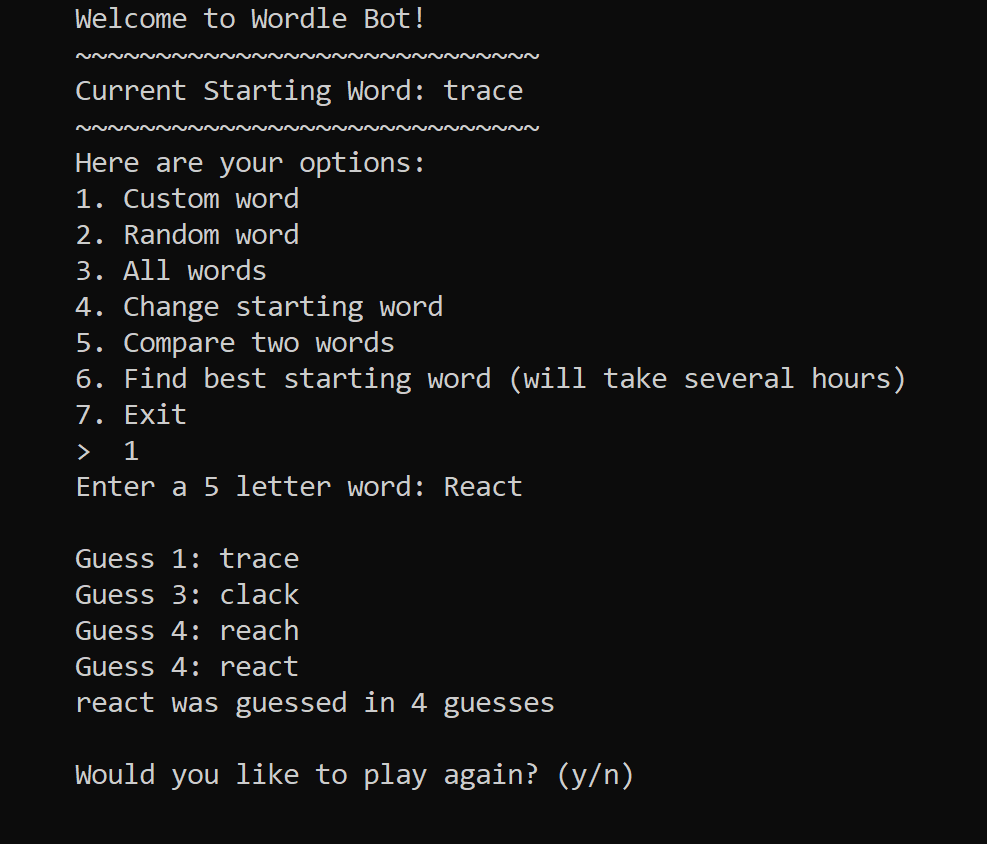 Welcome to Wordle Bot!
~~~~~~~~~~~~~~~~~~~~~~~~~~~~~
Current Starting Word: trace
~~~~~~~~~~~~~~~~~~~~~~~~~~~~~
Here are your options:
1. Custom word
2. Random word
3. All words
4. Change starting word
5. Compare two words
6. Find best starting word (will take several hours)
7. Exit
>  1
Enter a 5 letter word: React

Guess 1: trace
Guess 3: clack
Guess 4: reach
Guess 4: react
react was guessed in 4 guesses

Would you like to play again? (y/n)